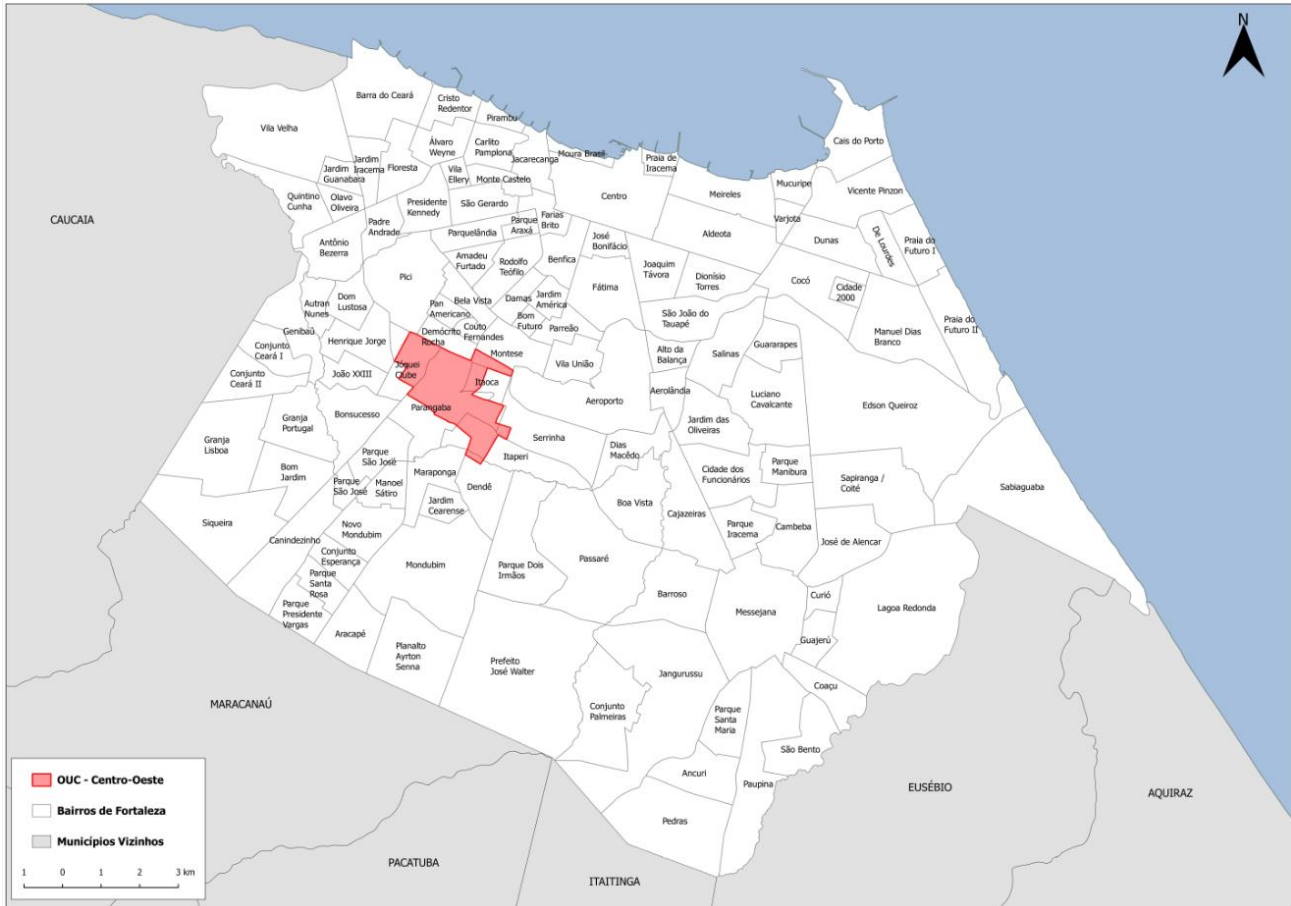 N
Barra do Ceará
Cristo
Redentor
Pirambu
Vila Velha
Álvaro
Weyne
Carlito
Pamplona
Jacarecanga
Moura Brasil
Praia de
Iracema
Cais do Porto
Jardim
Guanabara
Jardim
Iracema
Floresta
Vila
Ellery
Monte Castelo
Centro
Meireles
Mucuripe
Vicente Pinzon
CAUCAIA
Quintino
Cunha
Olavo
Oliveira
Presidente
Kennedy
São Gerardo
Padre
Andrade
Parquelândia
Parque
Araxá
Farias
Brito
José
Bonifácio
Aldeota
Varjota
Dunas
De Lourdes
Praia do
Futuro I
Antônio
Bezerra
Amadeu
Furtado
Rodolfo
Teófilo
Benfica
Joaquim
Távora
Dionísio
Torres
Cocó
Cidade
2000
Pici
Fátima
Autran
Nunes
Dom
Lustosa
Pan
Americano
Bela Vista
Damas
Jardim
América
São João do
Tauapé
Praia do
Futuro II
Genibaú
Henrique Jorge
Demócrito
Rocha
Couto
Fernandes
Bom
Futuro
Parreão
Manuel Dias
Branco
Conjunto
Ceará I
Montese
Vila União
Alto da
Balança
Salinas
Guararapes
Conjunto
Ceará II
João XXIII
Jóquei
Clube
Itaoca
Aeroporto
Aerolândia
Luciano
Cavalcante
Edson Queiroz
Granja
Portugal
Bonsucesso
Parangaba
Jardim das
Oliveiras
Granja
Lisboa
Serrinha
Dias
Macêdo
Bom
Jardim
Parque
São José
Maraponga
Itaperi
Cidade dos
Funcionários
Parque
Manibura
Sapiranga /
Coité
Sabiaguaba
Parque
São José
Manoel
Sátiro
Dendê
Jardim
Cearense
Boa Vista
Cajazeiras
Siqueira
Novo
Mondubim
Parque
Iracema
Cambeba
Canindezinho
Conjunto
Esperança
José de Alencar
Mondubim
Parque Dois
Irmãos
Passaré
Parque
Santa
Rosa
Barroso
Messejana
Curió
Lagoa Redonda
Parque
Presidente
Vargas
Aracapé
Guajerú
Planalto
Ayrton
Senna
Prefeito
José Walter
Jangurussu
Coaçu
MARACANAÚ
Conjunto
Palmeiras
Parque
Santa
Maria
São Bento
Ancuri
Paupina
EUSÉBIO
AQUIRAZ
Pedras
PACATUBA
ITAITINGA
OUC - Centro-Oeste
Bairros de Fortaleza
Municípios Vizinhos
1 0 1 2 3 km